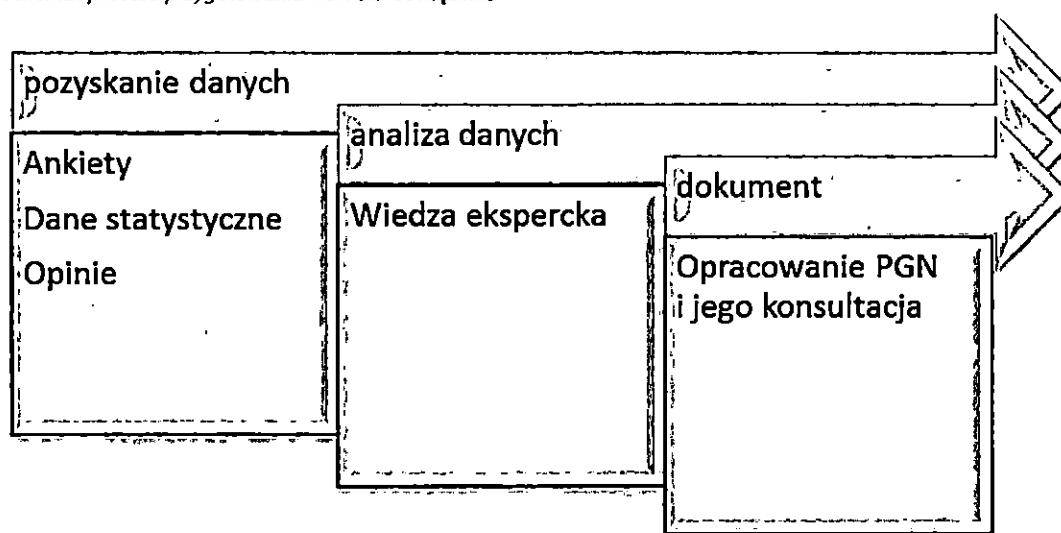 pozyskanie danych
Ankiety
Dane statystyczne
Opinie
analiza danych
Wiedza ekspercka
dokument
Opracowanie PGN
i jego konsultacja